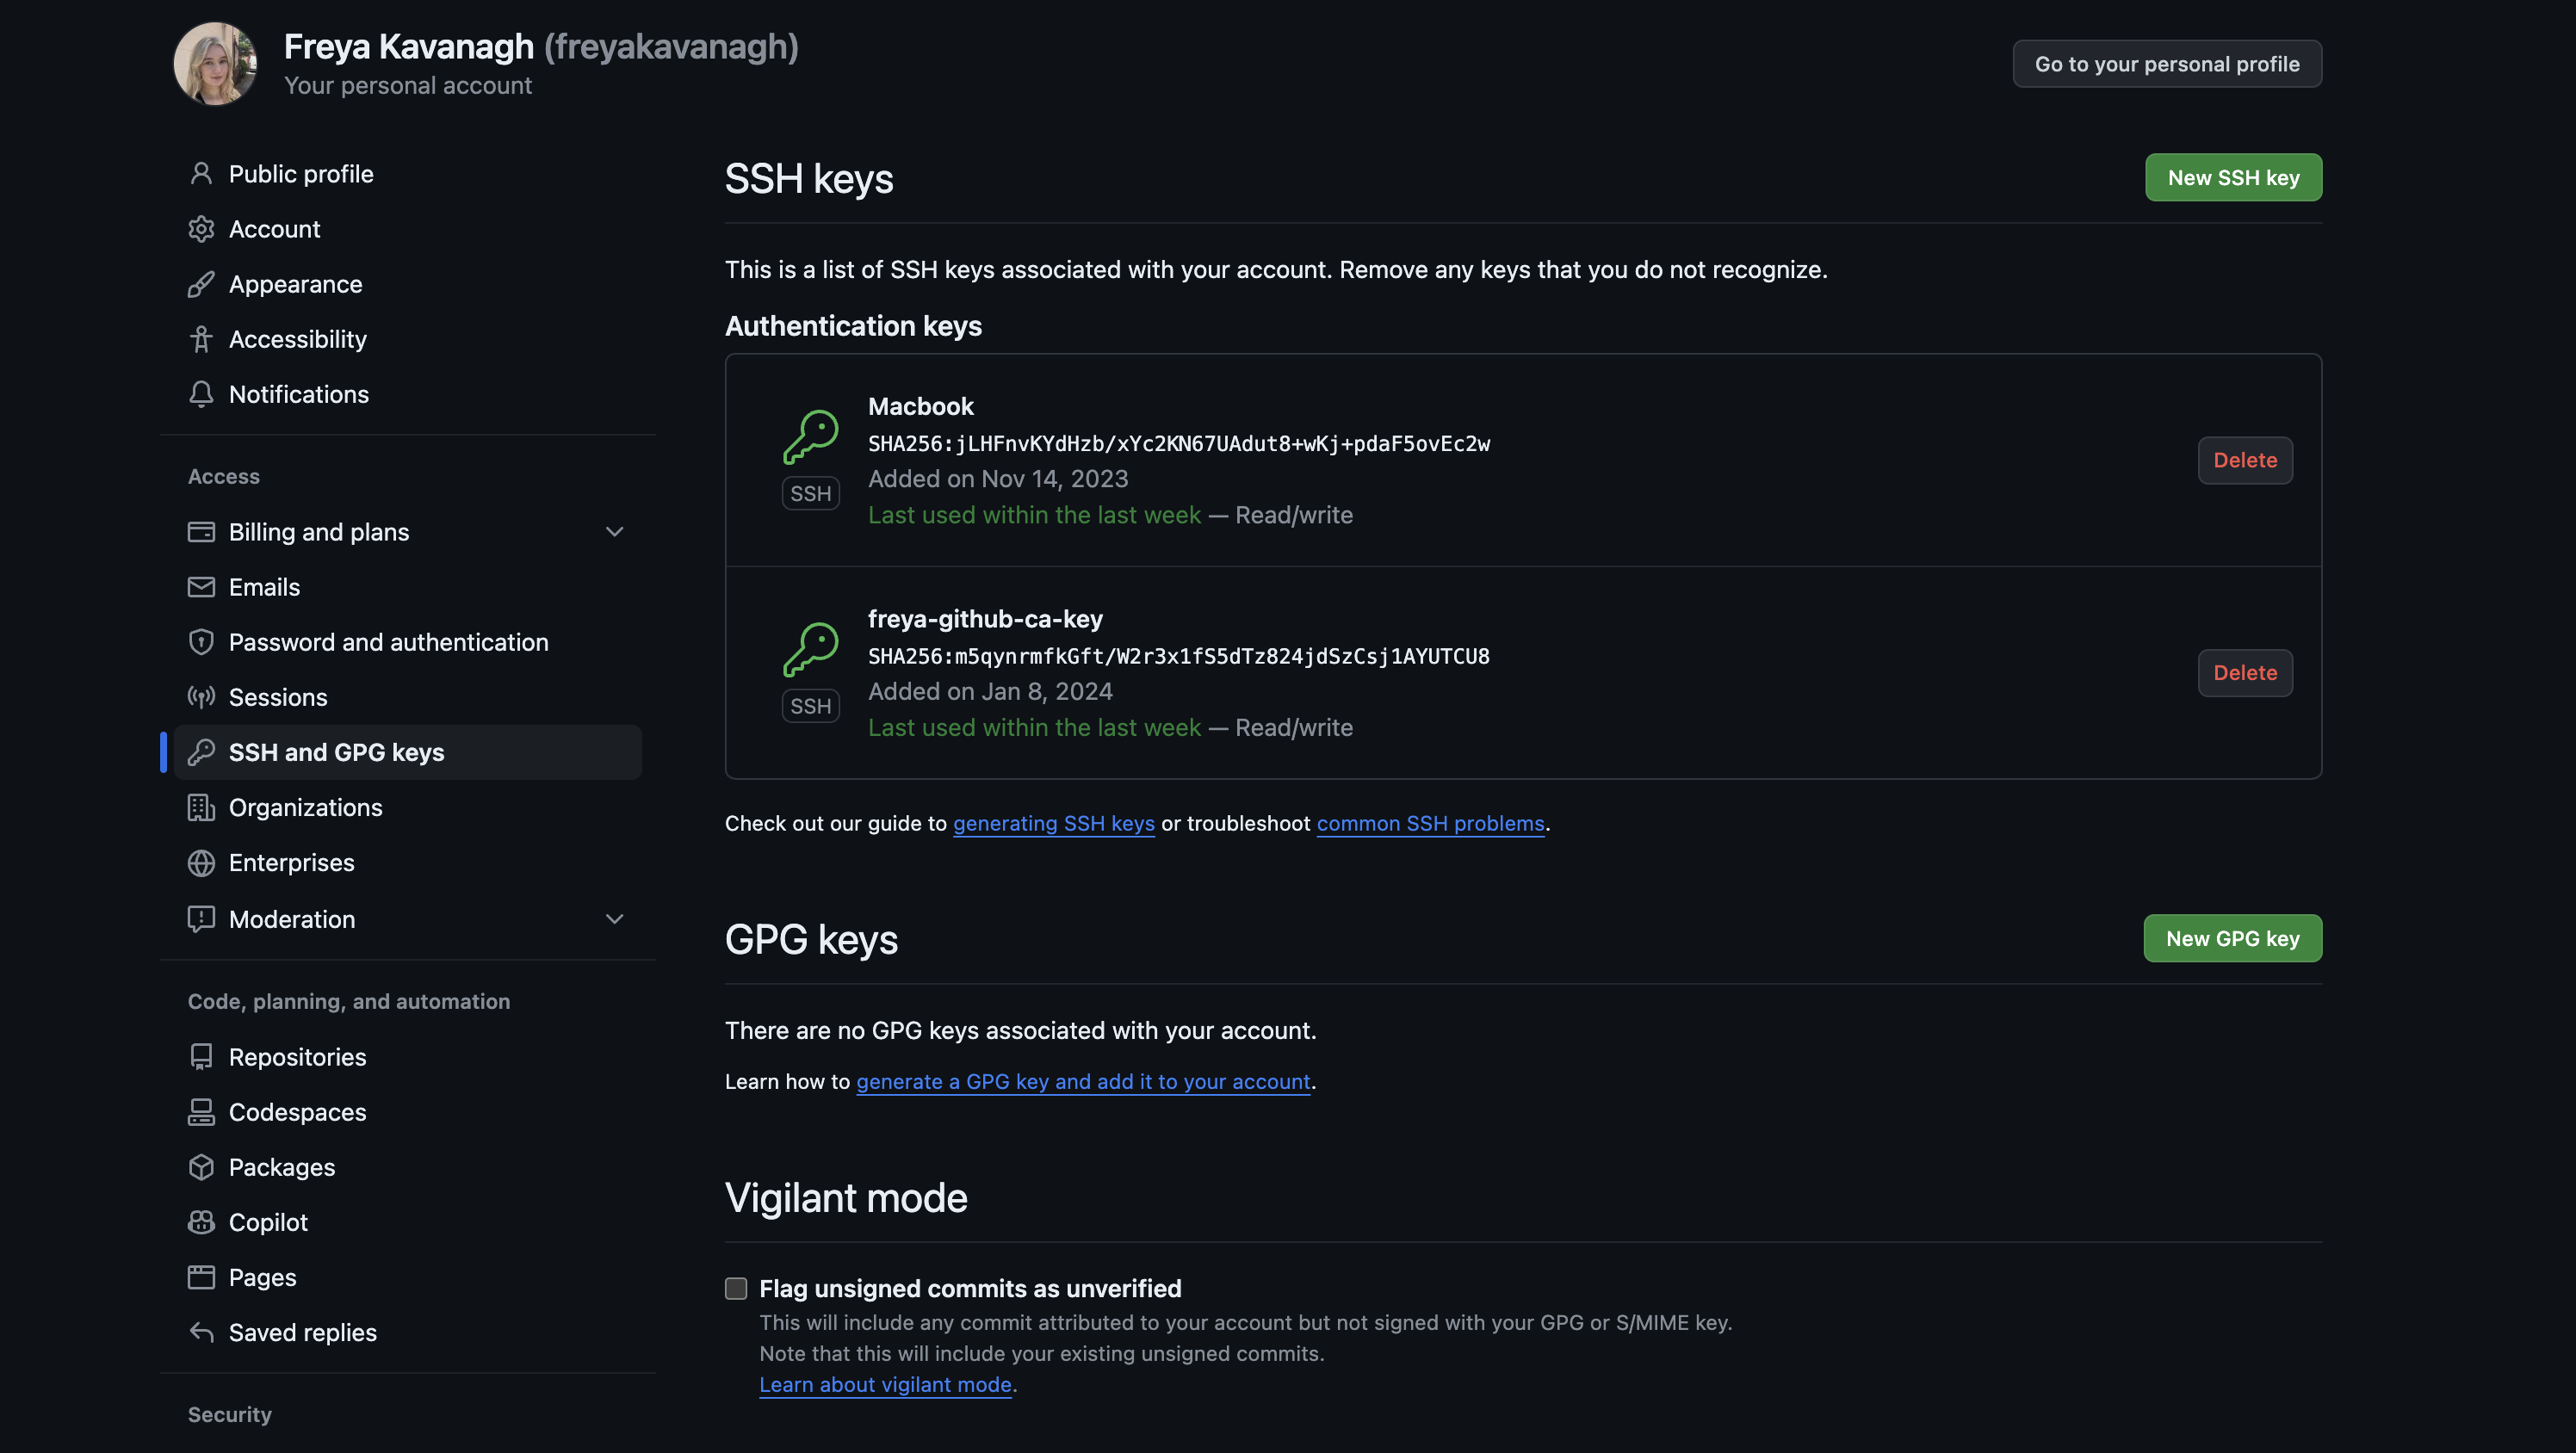 Freya Kavanagh (freyakavanagh)
Your personal account
Go to your personal profile
Public profile
Account
Appearance
Accessibility
Notifications
Access
Billing and plans
Emails
Password and authentication
Sessions
SSH and GPG keys
Organizations
Enterprises
Moderation
Code, planning, and automation
Repositories
Codespaces
Packages
Copilot
Pages
Saved replies
Security
SSH keys
New SSH key
This is a list of SSH keys associated with your account. Remove any keys that you do not recognize.
Authentication keys
Macbook
SHA256:jLHFnvKYdHzb/xYc2KN67UAdut8+wKj+pdaF5ovEc2w
Added on Nov 14, 2023
Last used within the last week — Read/write
SSH
Delete
freya-github-ca-key
SHA256:m5qynrmfkGft/W2r3x1fS5dTz824jdSzCsj1AYUTCU8
Added on Jan 8, 2024
Last used within the last week — Read/write
SSH
Delete
Check out our guide to generating SSH keys or troubleshoot common SSH problems.
GPG keys
New GPG key
There are no GPG keys associated with your account.
Learn how to generate a GPG key and add it to your account.
Vigilant mode
Flag unsigned commits as unverified
This will include any commit attributed to your account but not signed with your GPG or S/MIME key.
Note that this will include your existing unsigned commits.
Learn about vigilant mode.